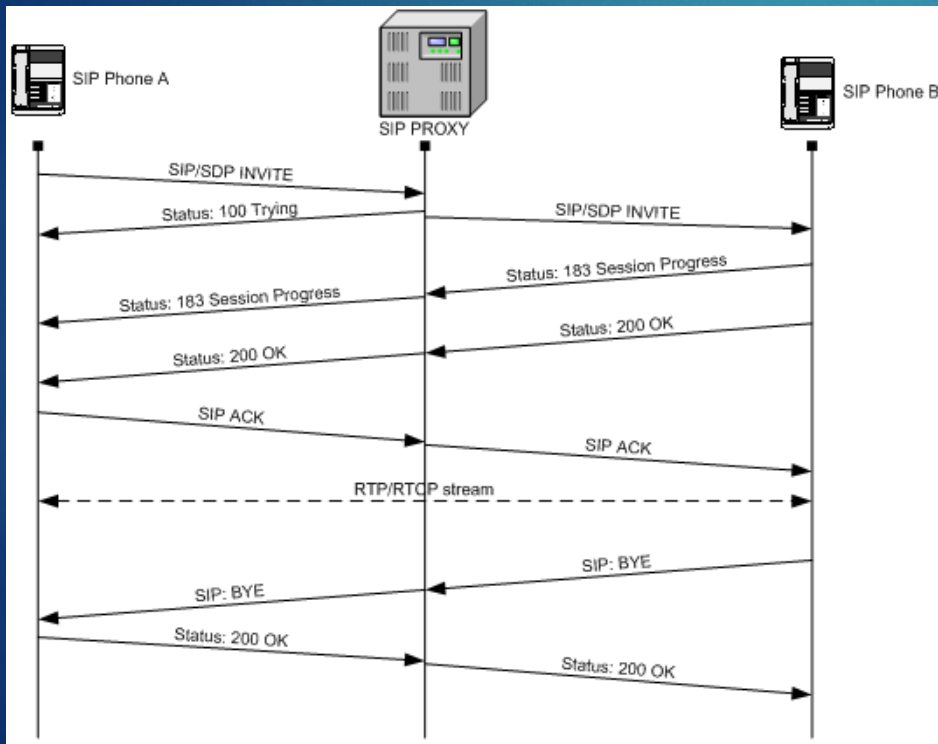 SIP Phone A
SIP Phone B
SIP PROXY
SIP/SDP INVITE
Status: 100 Trying
SIP/SDP INVITE
Status: 183 Session Progress
Status: 183 Session Progress
Status: 200 OK
Status: 200 OK
SIP ACK
SIP ACK
RTP/RTCP stream
SIP: BYE
SIP: BYE
Status: 200 OK
Status: 200 OK